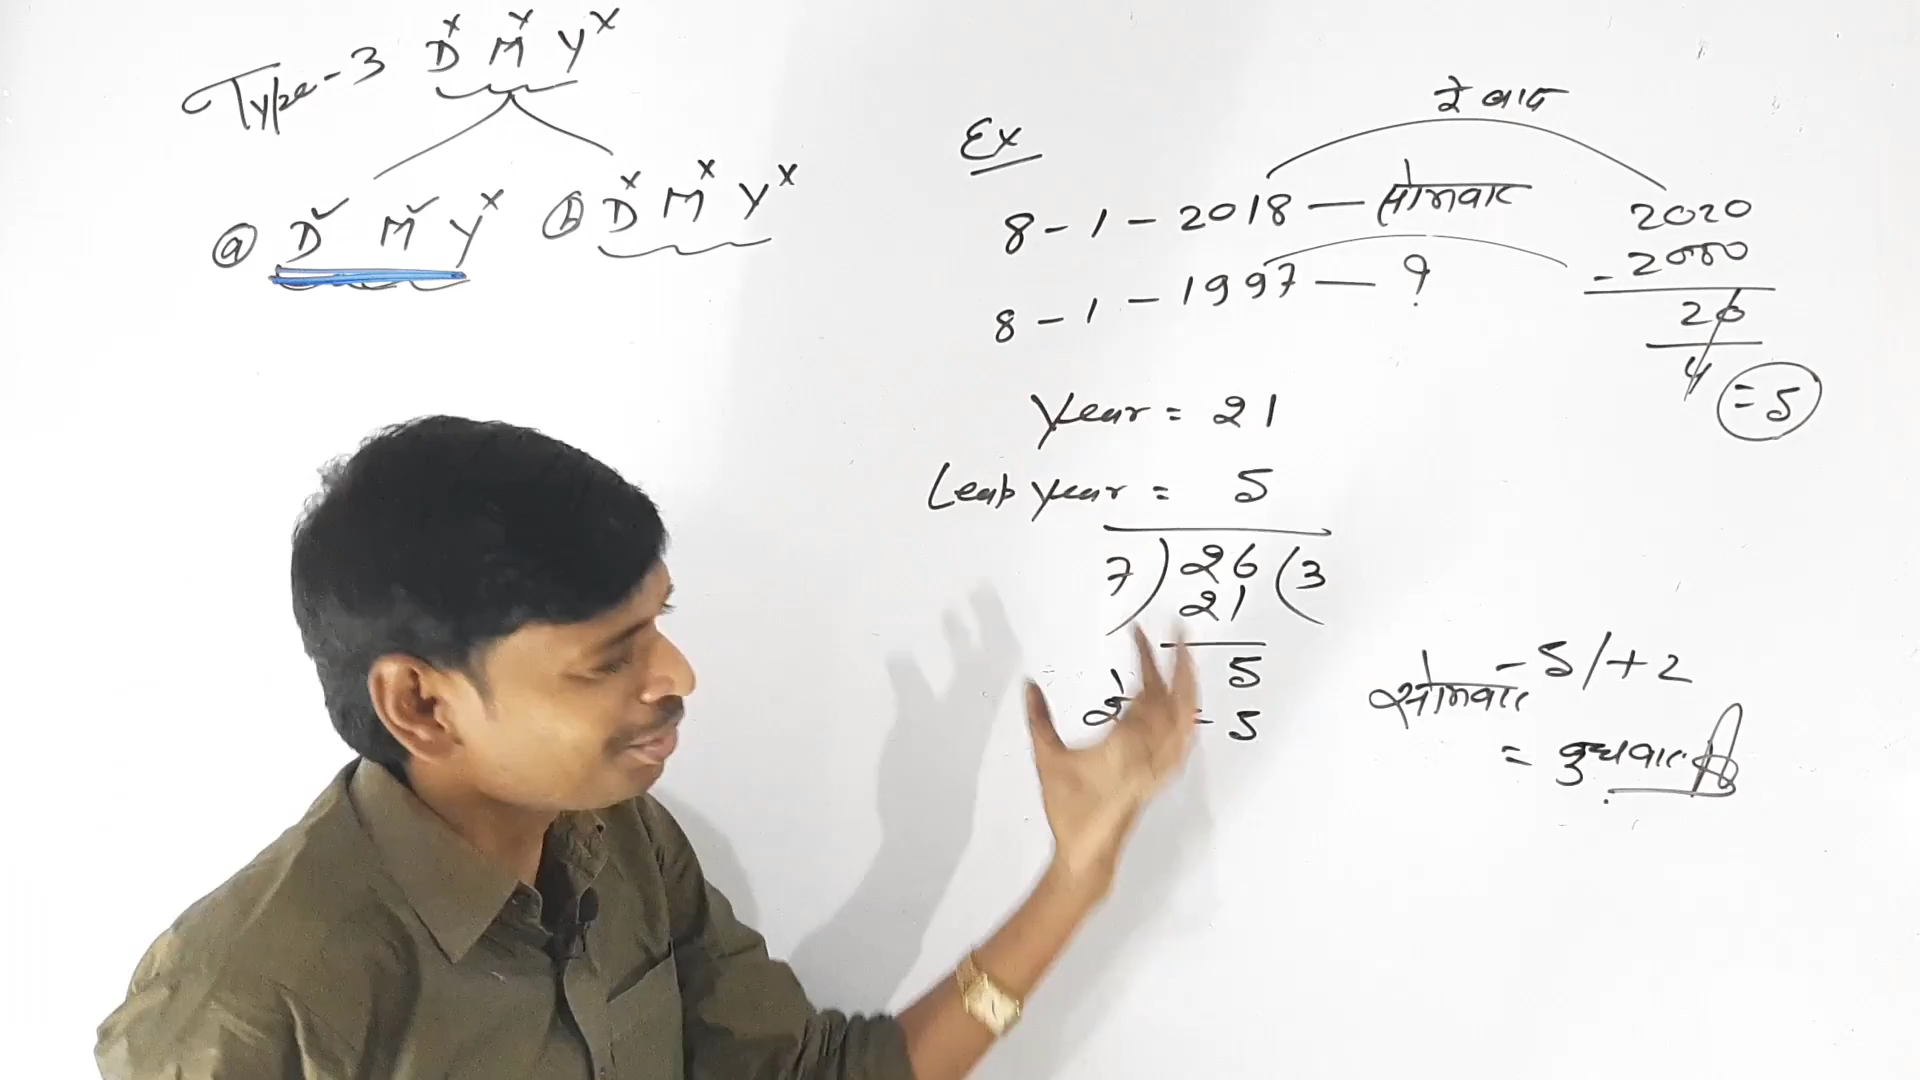 Type-3 D× M× Y×
ⓐ D✓ M✓ Y×
ⓑ D× M× Y×
Ex
8-1-2018 — सोमवार
8-1-1997 — ?
Year = 21
Leap Year = 5
7) 26 (3
21
5
= 5
बाद
2020
- 2000
20
4
= 5
सोमवार - 5/+2
= बुधवार A